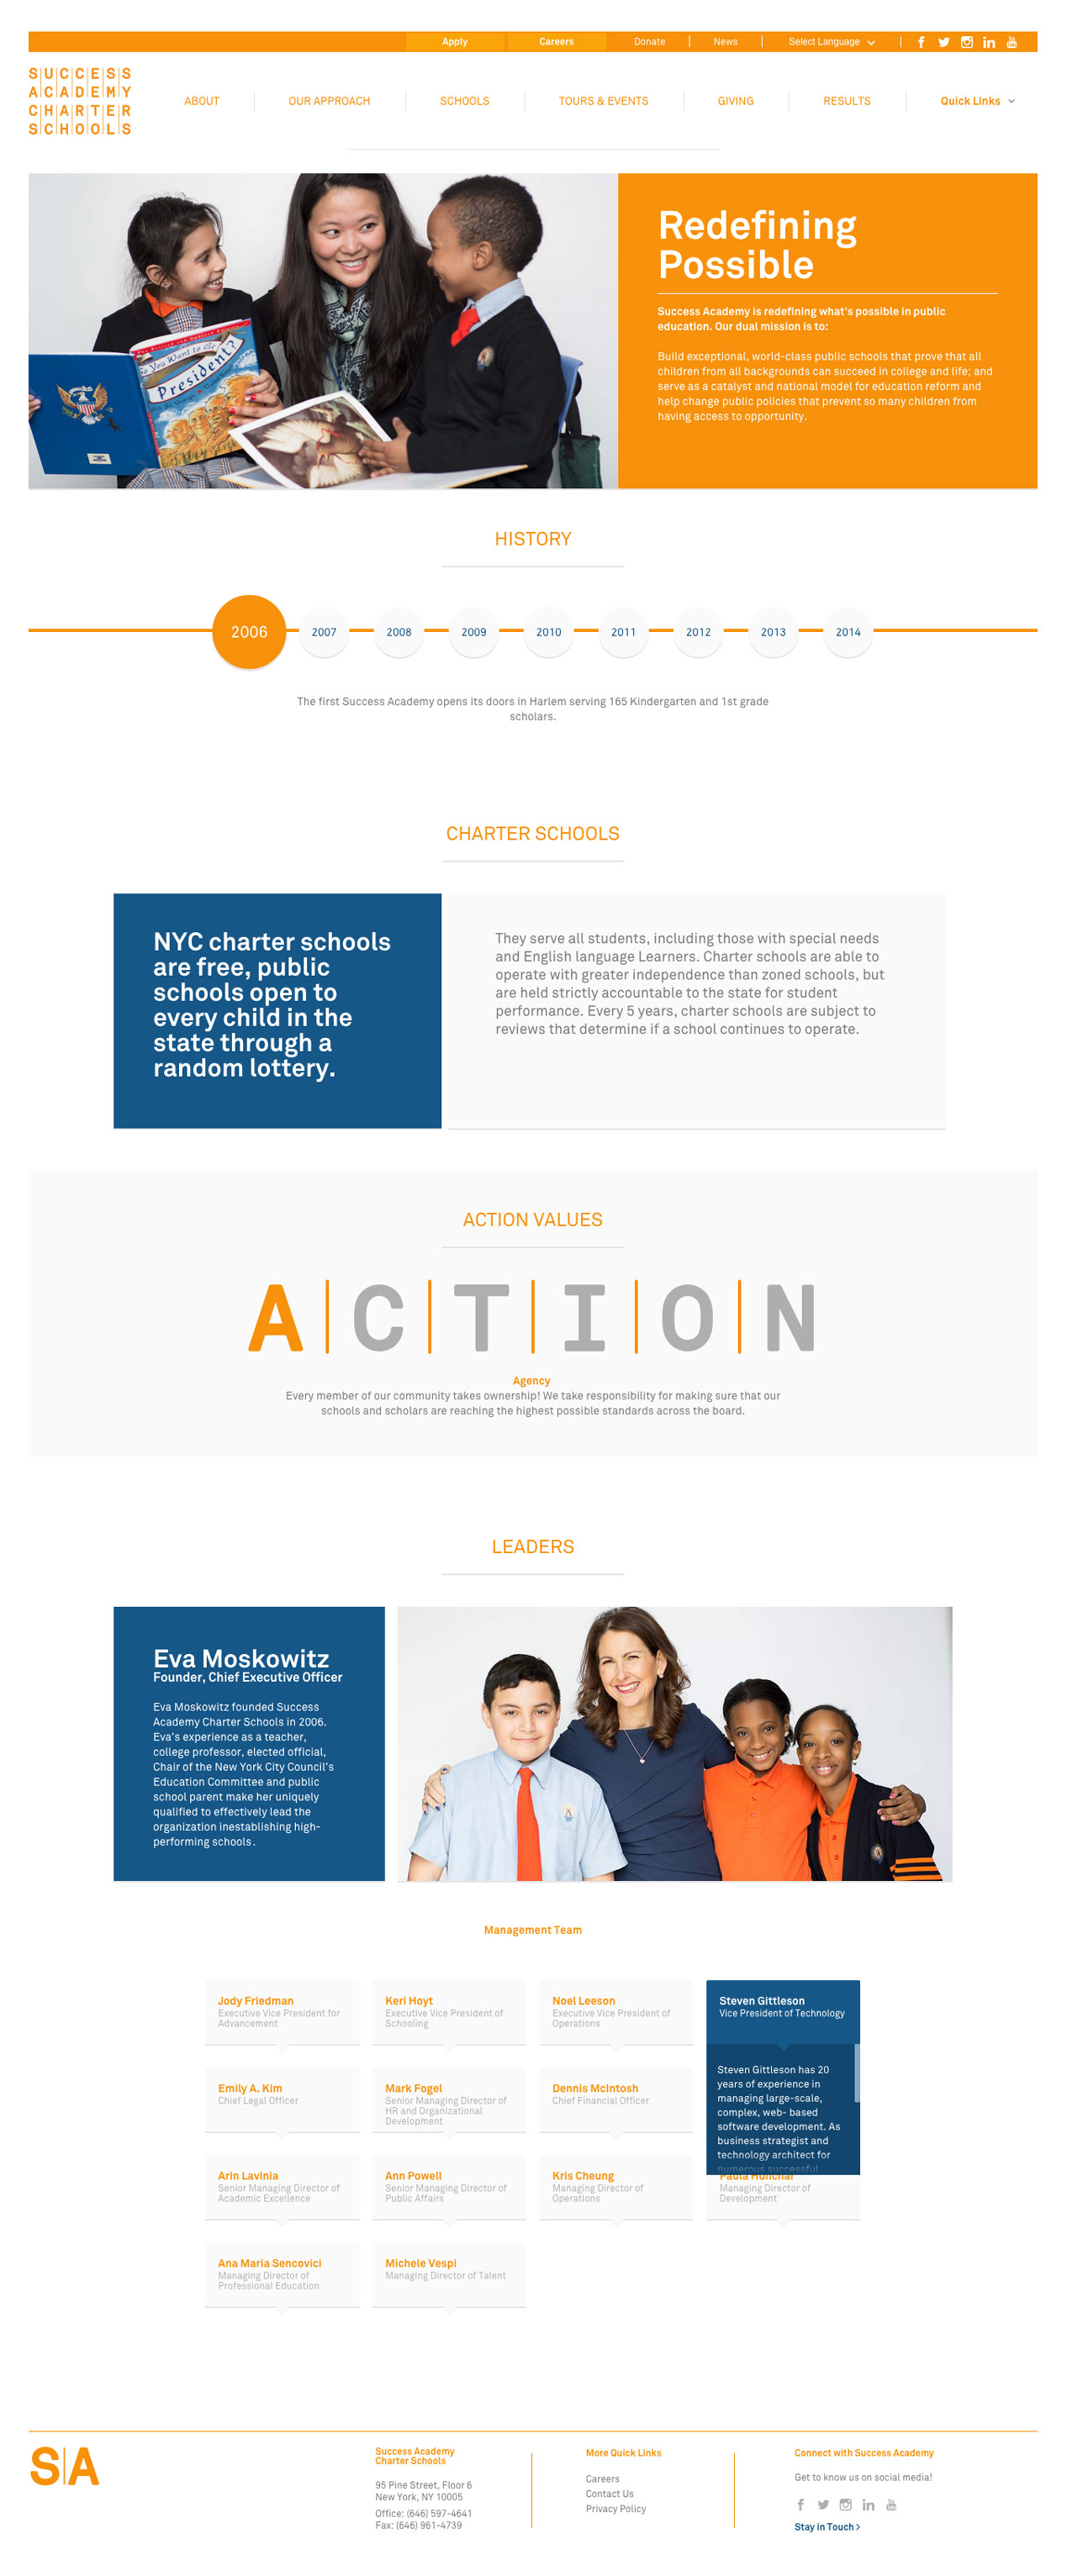 Apply
Careers
Donate
News
Select Language
SUCCESS
ACADEMY
CHARTER
SCHOOLS
ABOUT
OUR APPROACH
SCHOOLS
TOURS & EVENTS
GIVING
RESULTS
Quick Links
You Want to Be
President?
Redefining
Possible
Success Academy is redefining what's possible in public
education. Our dual mission is to:
Build exceptional, world-class public schools that prove that all
children from all backgrounds can succeed in college and life; and
serve as a catalyst and national model for education reform and
help change public policies that prevent so many children from
having access to opportunity.
HISTORY
2006
2007
2008
2009
2010
2011
2012
2013
2014
The first Success Academy opens its doors in Harlem serving 165 Kindergarten and 1st grade
scholars.
CHARTER SCHOOLS
NYC charter schools
are free, public
schools open to
every child in the
state through a
random lottery.
They serve all students, including those with special needs
and English language Learners. Charter schools are able to
operate with greater independence than zoned schools, but
are held strictly accountable to the state for student
performance. Every 5 years, charter schools are subject to
reviews that determine if a school continues to operate.
ACTION VALUES
A|C|T|I|O|N
Agency
Every member of our community takes ownership! We take responsibility for making sure that our
schools and scholars are reaching the highest possible standards across the board.
LEADERS
Eva Moskowitz
Founder, Chief Executive Officer
Eva Moskowitz founded Success
Academy Charter Schools in 2006.
Eva's experience as a teacher,
college professor, elected official,
Chair of the New York City Council's
Education Committee and public
school parent make her uniquely
qualified to effectively lead the
organization inestablishing high-
performing schools.
Management Team
Jody Friedman
Executive Vice President for
Advancement
Keri Hoyt
Executive Vice President of
Schooling
Noel Leeson
Executive Vice President of
Operations
Steven Gittleson
Vice President of Technology
Steven Gittleson has 20
years of experience in
managing large-scale,
complex, web- based
software development. As
business strategist and
technology architect for
numerous successful
Emily A. Kim
Chief Legal Officer
Mark Fogel
Senior Managing Director of
HR and Organizational
Development
Dennis McIntosh
Chief Financial Officer
Arin Lavinia
Senior Managing Director of
Academic Excellence
Ann Powell
Senior Managing Director of
Public Affairs
Kris Cheung
Managing Director of
Operations
Paula
Managing Director of
Development
Ana Maria Sencovici
Managing Director of
Professional Education
Michele Vespi
Managing Director of Talent
S|A
Success Academy
Charter Schools
95 Pine Street, Floor 6
New York, NY 10005
Office: (646) 597-4641
Fax: (646) 961-4739
More Quick Links
Careers
Contact Us
Privacy Policy
Connect with Success Academy
Get to know us on social media!
Stay in Touch >